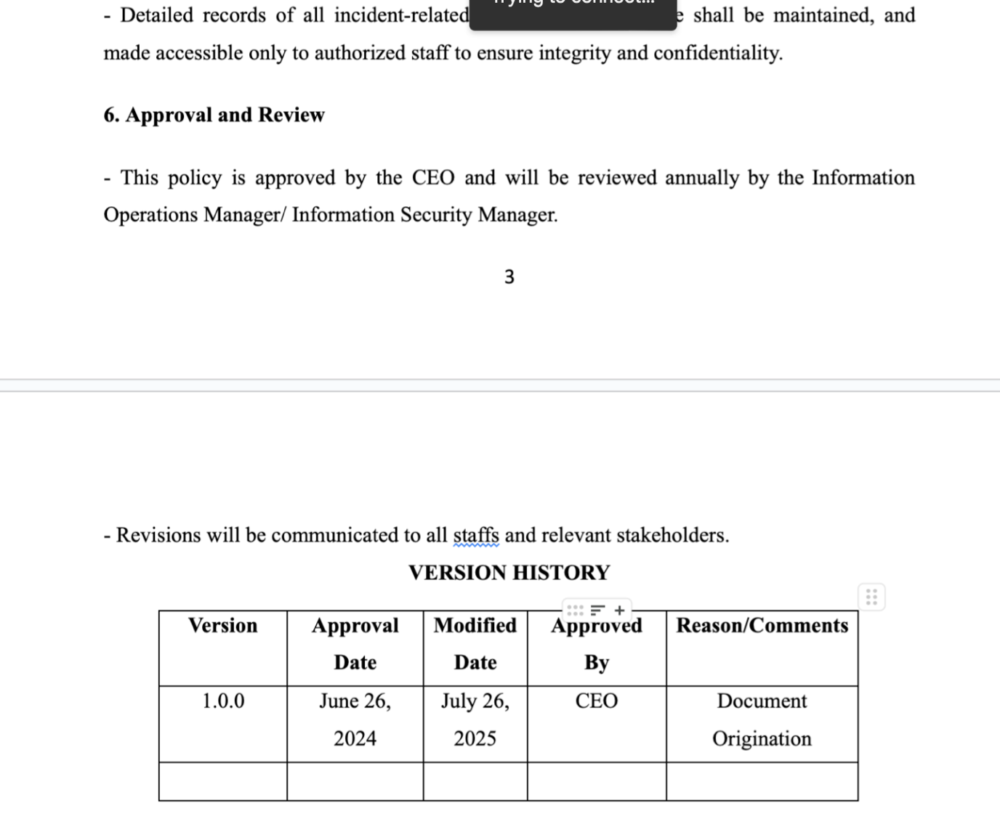 - Detailed records of all incident-related shall be maintained, and
made accessible only to authorized staff to ensure integrity and confidentiality.
6. Approval and Review
- This policy is approved by the CEO and will be reviewed annually by the Information
Operations Manager/ Information Security Manager.
3
- Revisions will be communicated to all staffs and relevant stakeholders.
VERSION HISTORY
Version Approval Date Modified Date Approved By Reason/Comments
1.0.0 June 26, 2024 July 26, 2025 CEO Document Origination